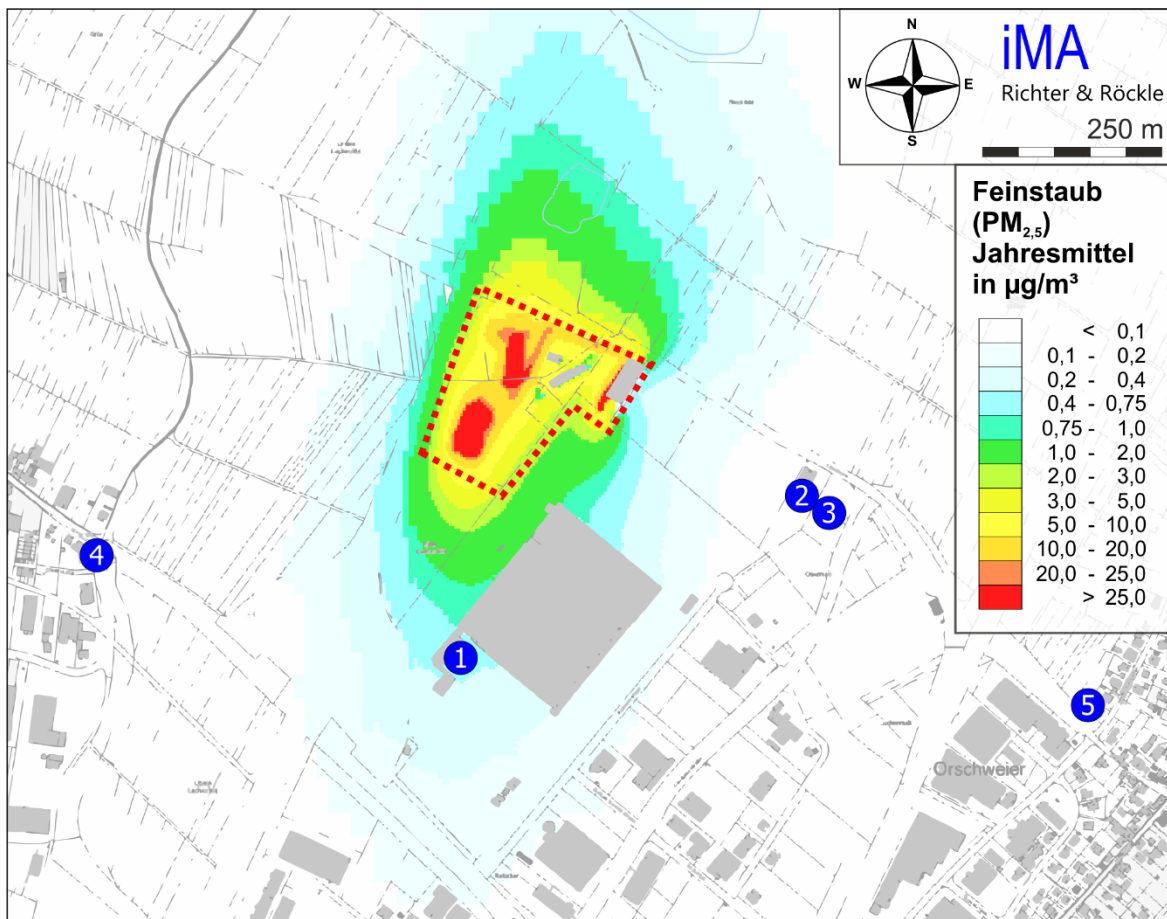 N
W
E
S
iMA
Richter & Röckle
250 m
Feinstaub
(PM2,5)
Jahresmittel
in µg/m³
< 0,1
0,1 - 0,2
0,2 - 0,4
0,4 - 0,75
0,75 - 1,0
1,0 - 2,0
2,0 - 3,0
3,0 - 5,0
5,0 - 10,0
10,0 - 20,0
20,0 - 25,0
> 25,0
2
3
4
1
5
Orschweier